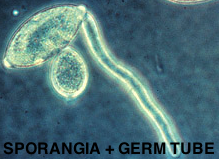 SPORANGIA + GERM TUBE